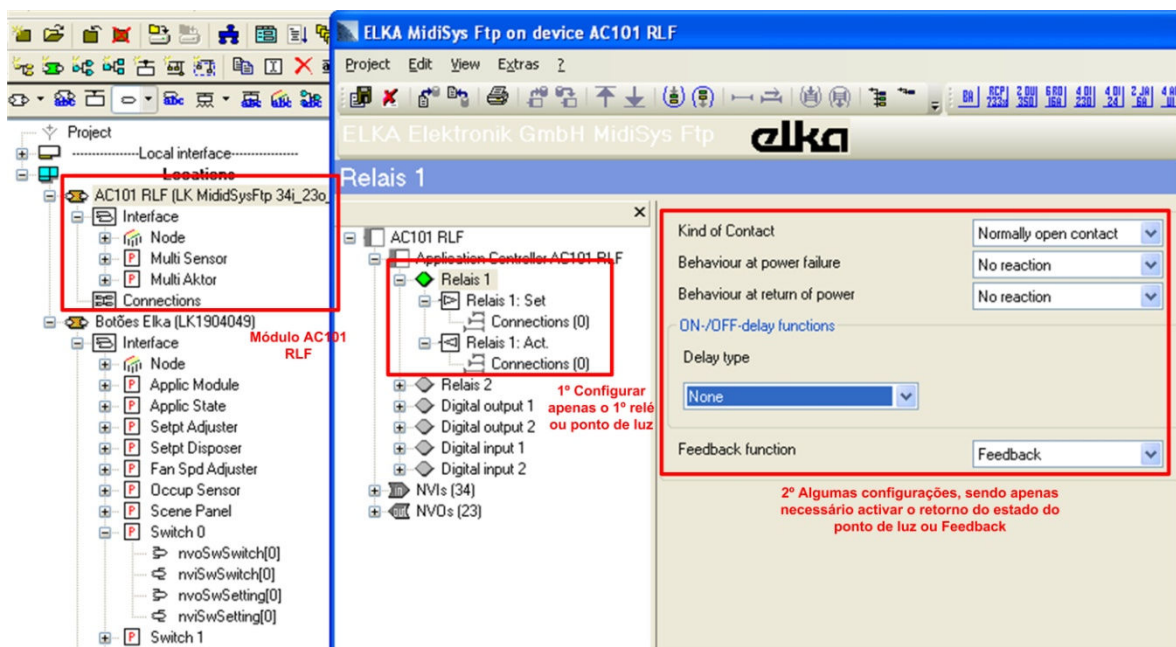 ELKA MidiSys Ftp on device AC101 RLF
Project Edit View Extras ?
ELKA Elektronik GmbH MidiSys Ftp elka
Relais 1
Project
Local interface
Locations
AC101 RLF (LK MididSysFtp 34i_23o_
Interface
Node
Multi Sensor
Multi Aktor
Connections
Botões Elka (LK1904049)
Interface
Node
Applic Module
Applic State
Setpt Adjuster
Setpt Disposer
Fan Spd Adjuster
Occup Sensor
Scene Panel
Switch 0
nvoSwSwitch[0]
nviSwSwitch[0]
nvoSwSetting[0]
nviSwSetting[0]
Switch 1
Módulo AC101
RLF
AC101 RLF
Application Controller AC101 RLF
Relais 1
Relais 1: Set
Connections (0)
Relais 1: Act.
Connections (0)
Relais 2
Digital output 1
Digital output 2
Digital input 1
Digital input 2
NVIs (34)
NVOs (23)
1º Configurar
apenas o 1º relé
ou ponto de luz
Kind of Contact Normally open contact
Behaviour at power failure No reaction
Behaviour at return of power No reaction
ON-/OFF-delay functions
Delay type
None
Feedback function Feedback
2º Algumas configurações, sendo apenas
necessário activar o retorno do estado do
ponto de luz ou Feedback